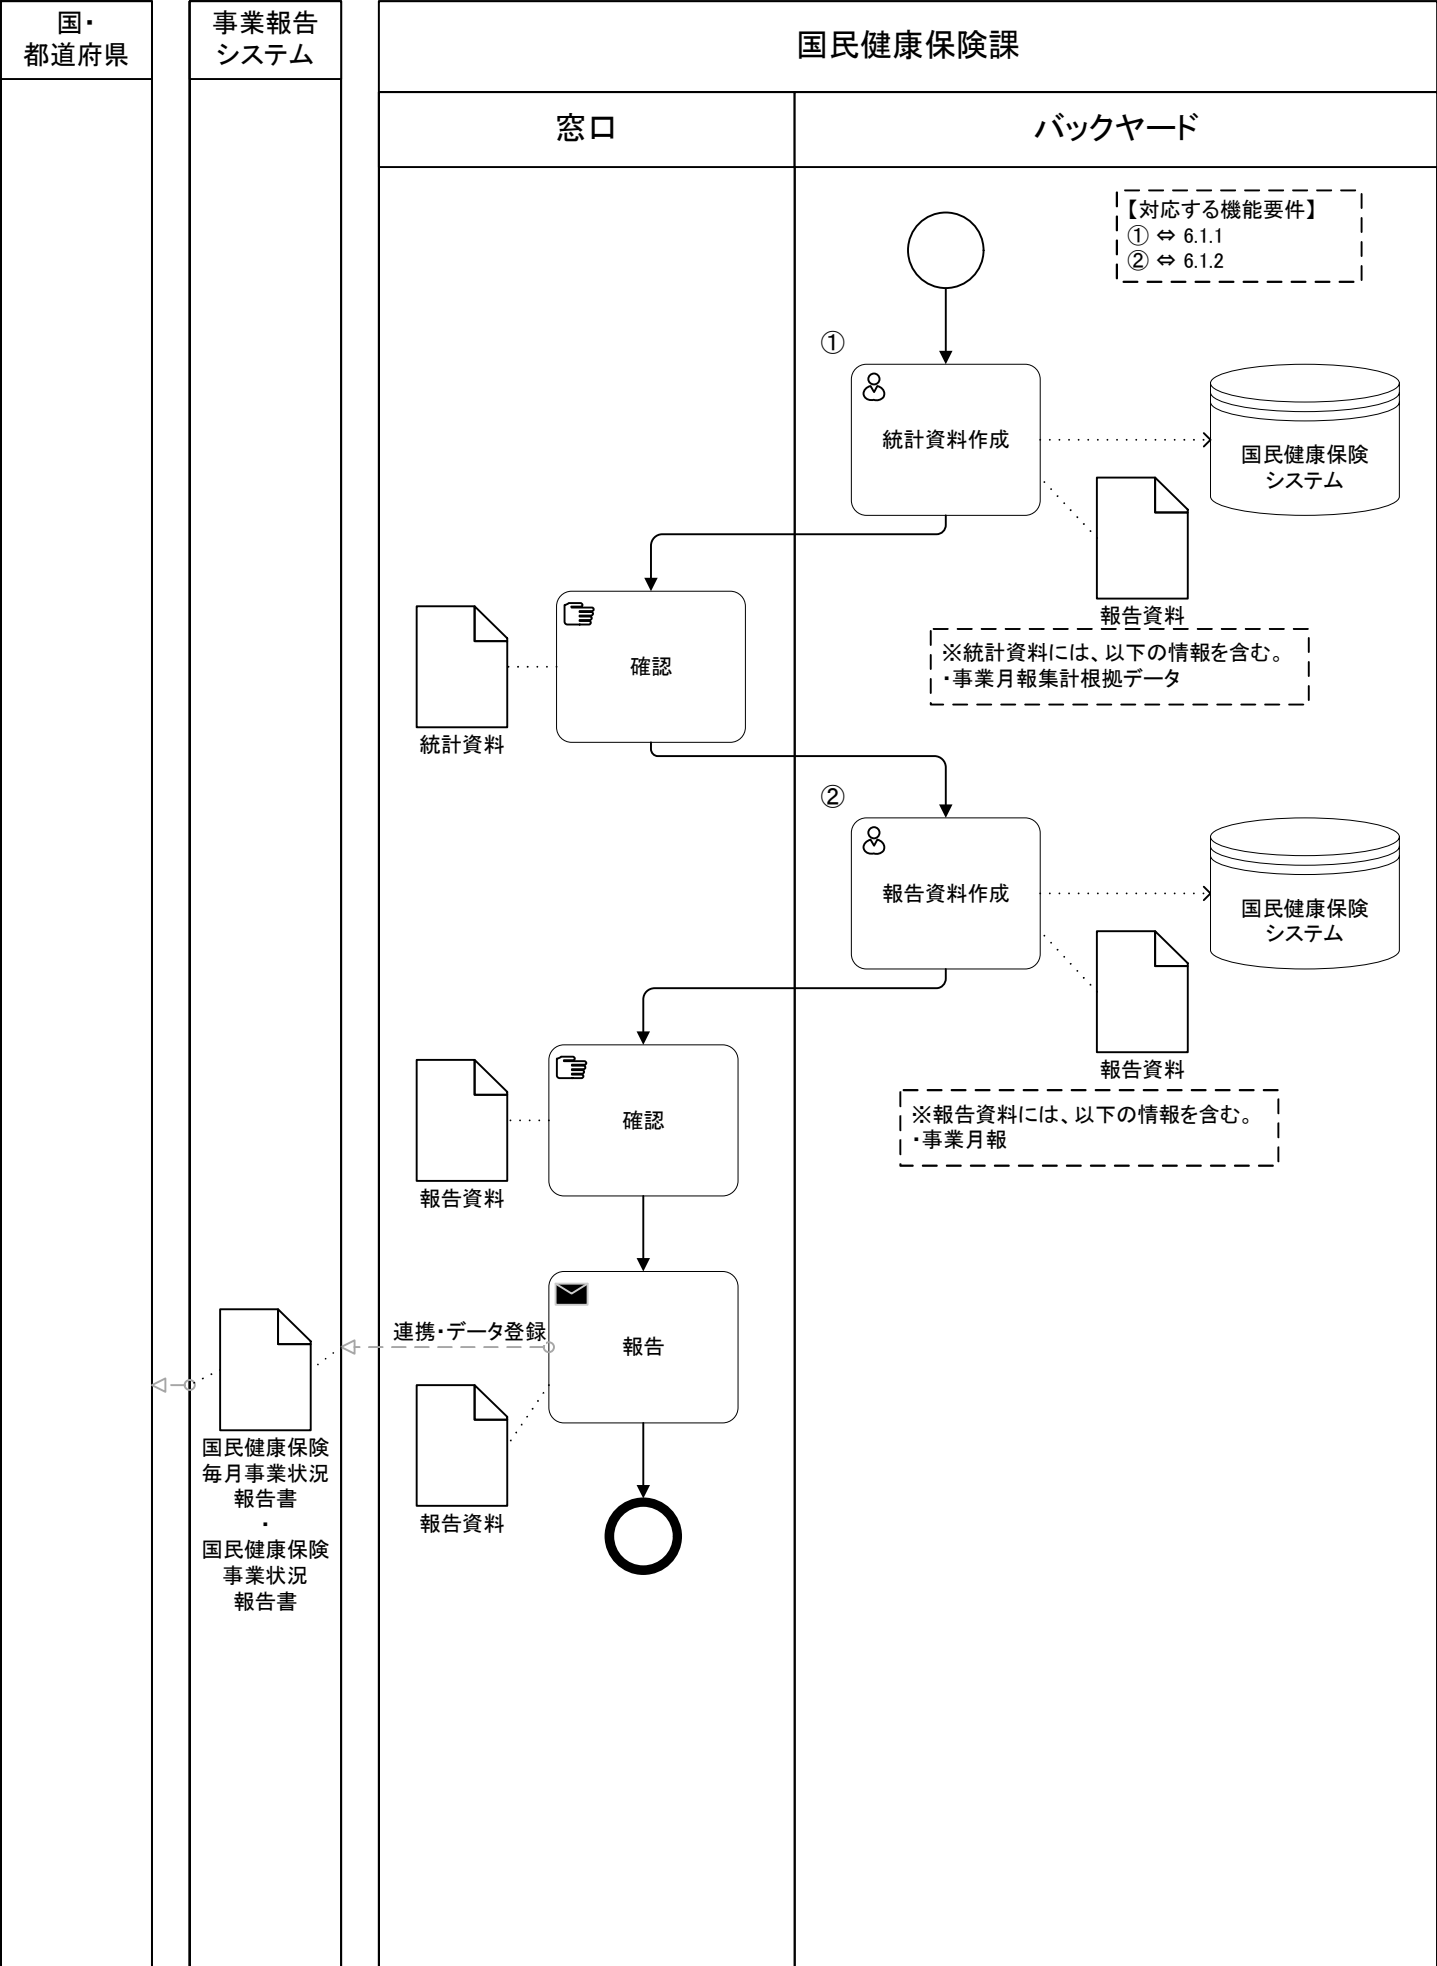 国・
都道府県
事業報告
システム
国民健康保険課
窓口
バックヤード
【対応する機能要件】
① ⇔ 6.1.1
② ⇔ 6.1.2
①
統計資料作成
国民健康保険
システム
報告資料
※統計資料には、以下の情報を含む。
・事業月報集計根拠データ
確認
統計資料
②
報告資料作成
国民健康保険
システム
報告資料
※報告資料には、以下の情報を含む。
・事業月報
確認
報告資料
連携・データ登録
報告
報告資料
国民健康保険
毎月事業状況
報告書
・
国民健康保険
事業状況
報告書